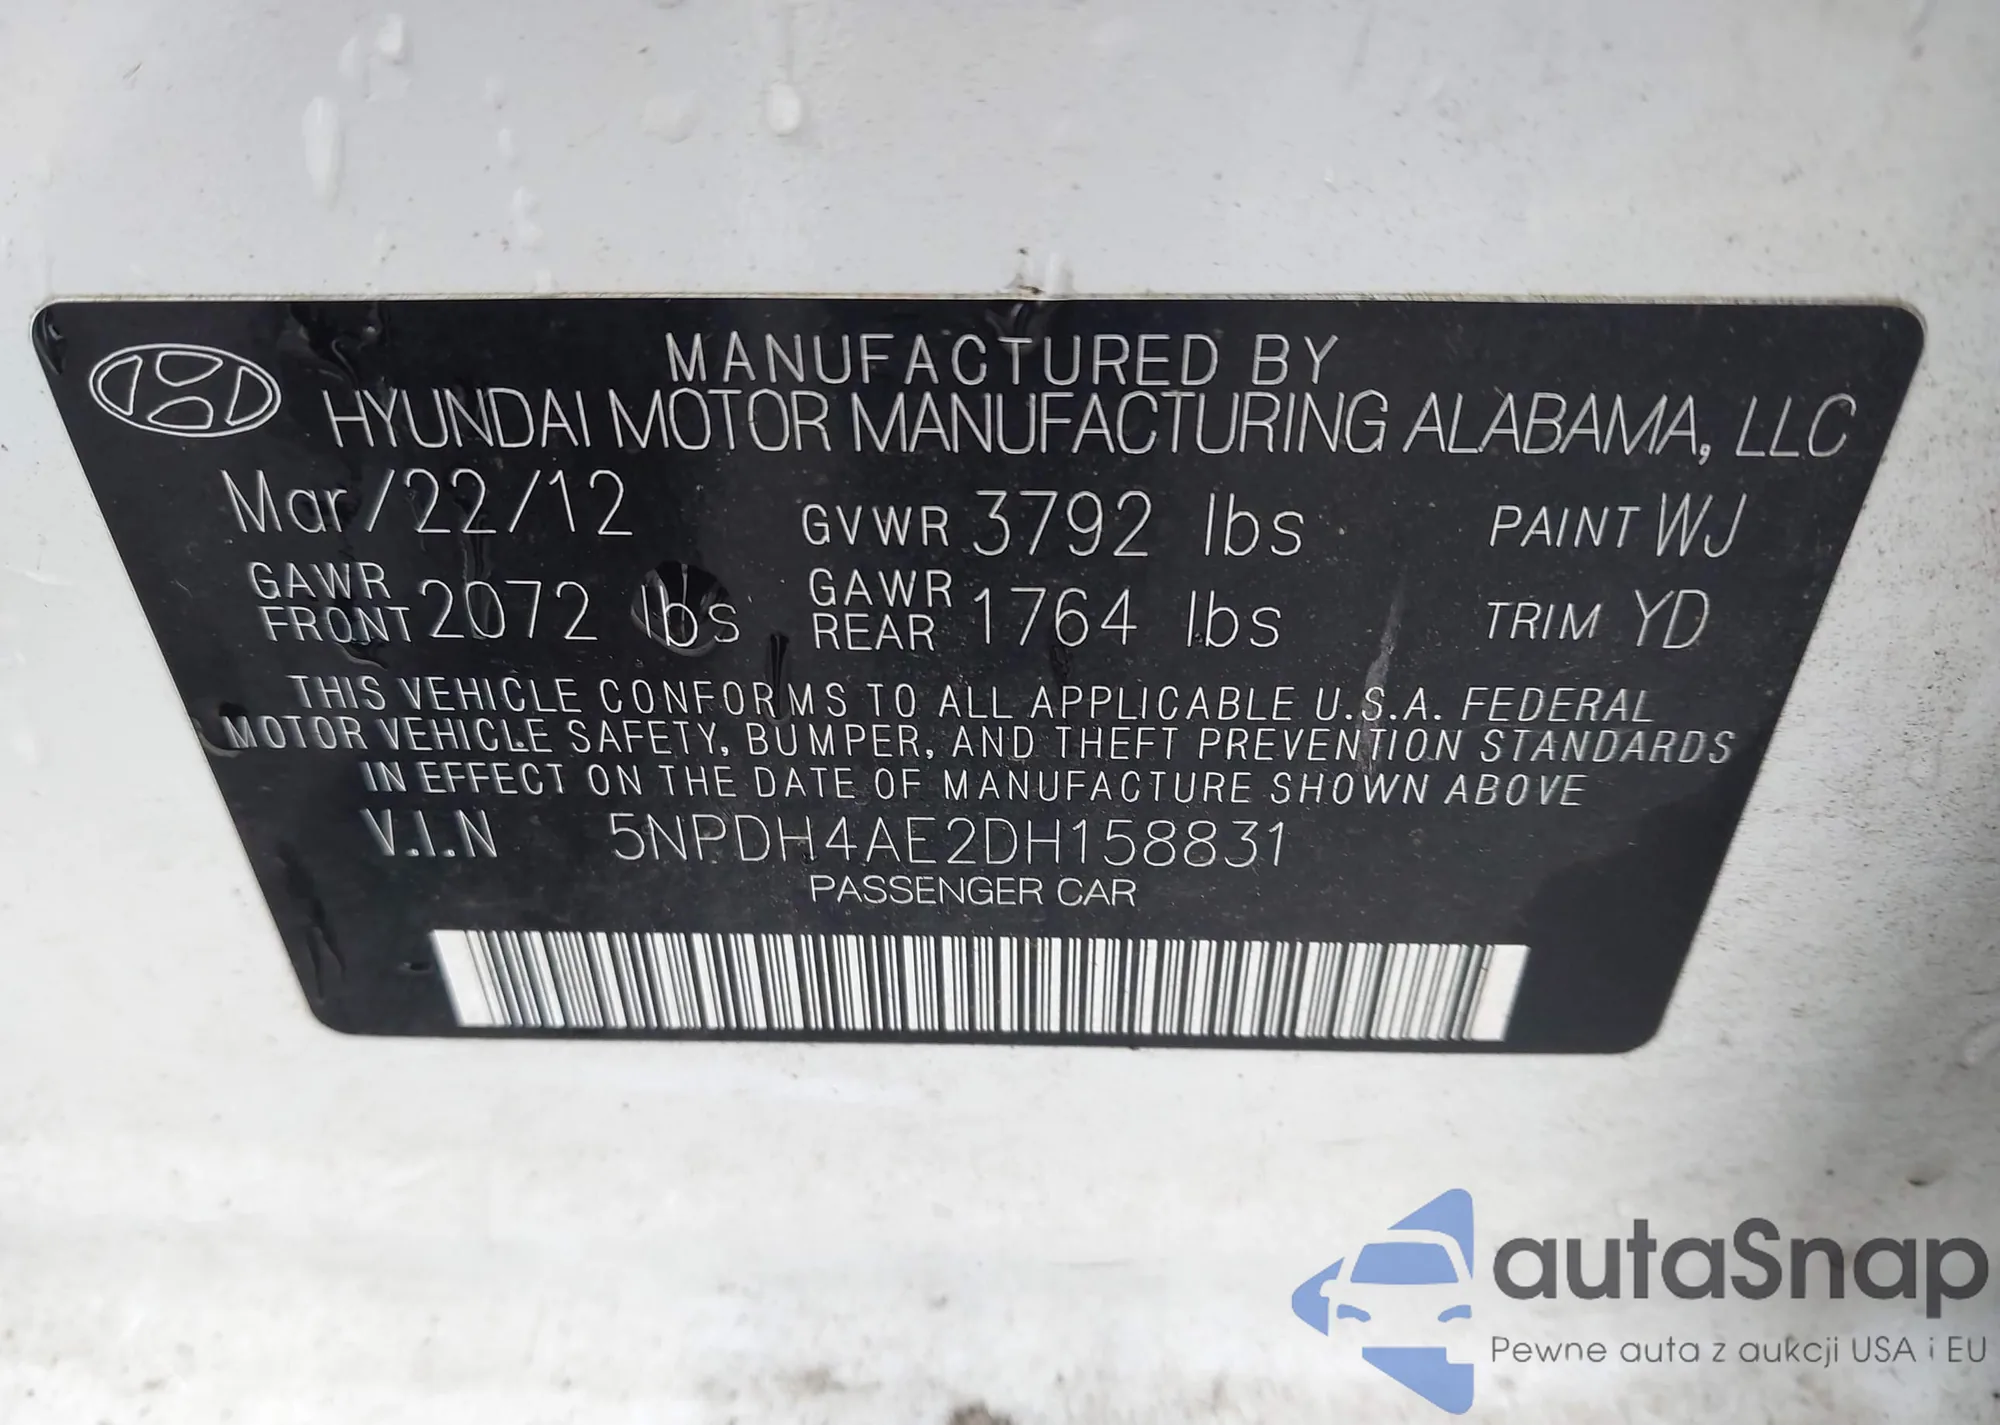 MANUFACTURED BY
HYUNDAI MOTOR MANUFACTURING ALABAMA, LLC
Mar/22/12 GVWR 3792 lbs PAINT WJ
GAWR FRONT 2072 lbs GAWR REAR 1764 lbs TRIM YD
THIS VEHICLE CONFORMS TO ALL APPLICABLE U.S.A. FEDERAL
MOTOR VEHICLE SAFETY, BUMPER, AND THEFT PREVENTION STANDARDS
IN EFFECT ON THE DATE OF MANUFACTURE SHOWN ABOVE
V.I.N 5NPDH4AE2DH158831
PASSENGER CAR
autaSnap
Pewne auta z aukcji USA i EU